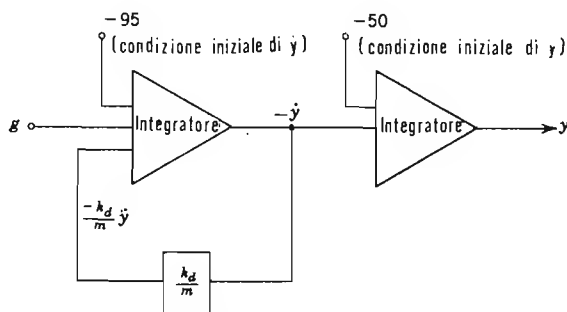 -95
(condizione iniziale di ẏ)
-50
(condizione iniziale di y)
Integratore
g
-ẏ
Integratore
y
-k_d/m ẏ
k_d/m